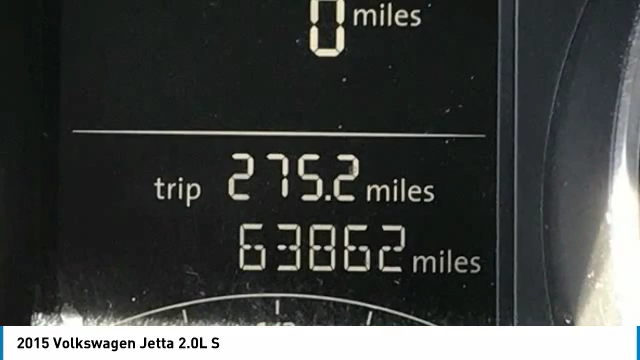 0 miles
trip 275.2 miles
63862 miles
2015 Volkswagen Jetta 2.0L S